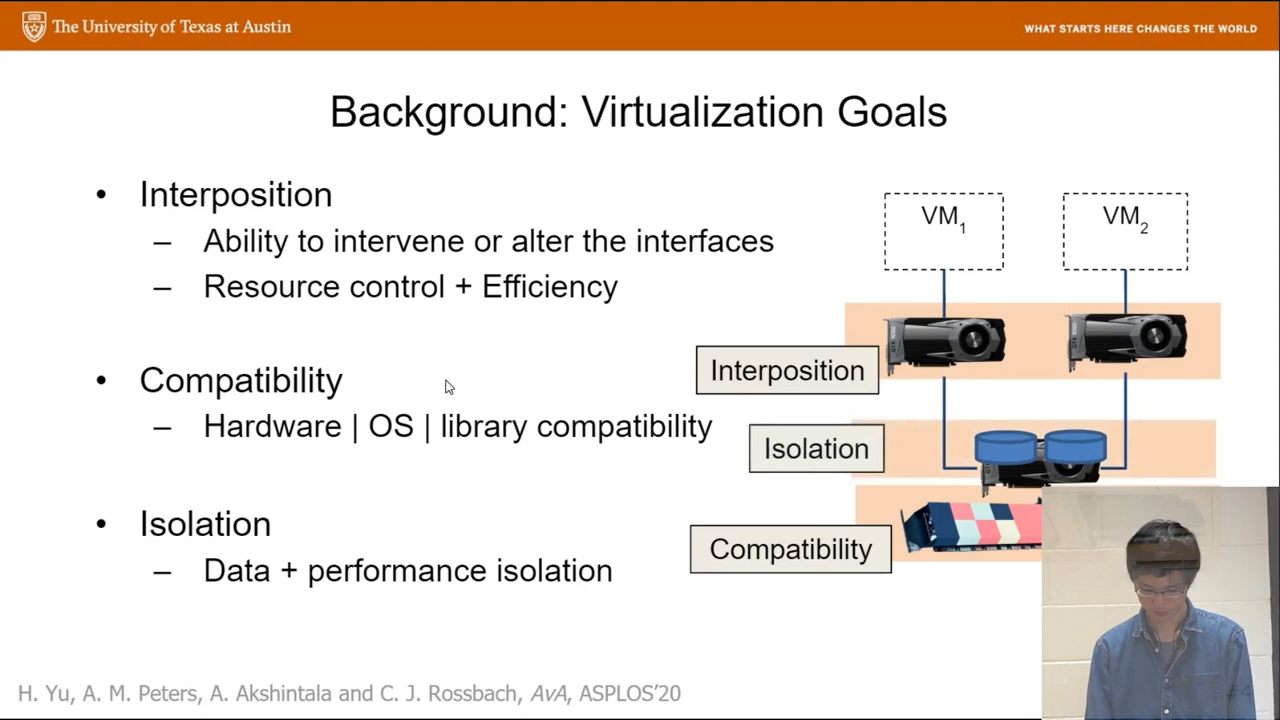 The University of Texas at Austin
WHAT STARTS HERE CHANGES THE WORLD
Background: Virtualization Goals
• Interposition
– Ability to intervene or alter the interfaces
– Resource control + Efficiency
• Compatibility
– Hardware | OS | library compatibility
• Isolation
– Data + performance isolation
VM1
VM2
Interposition
Isolation
Compatibility
H. Yu, A. M. Peters, A. Akshintala and C. J. Rossbach, AvA, ASPLOS'20